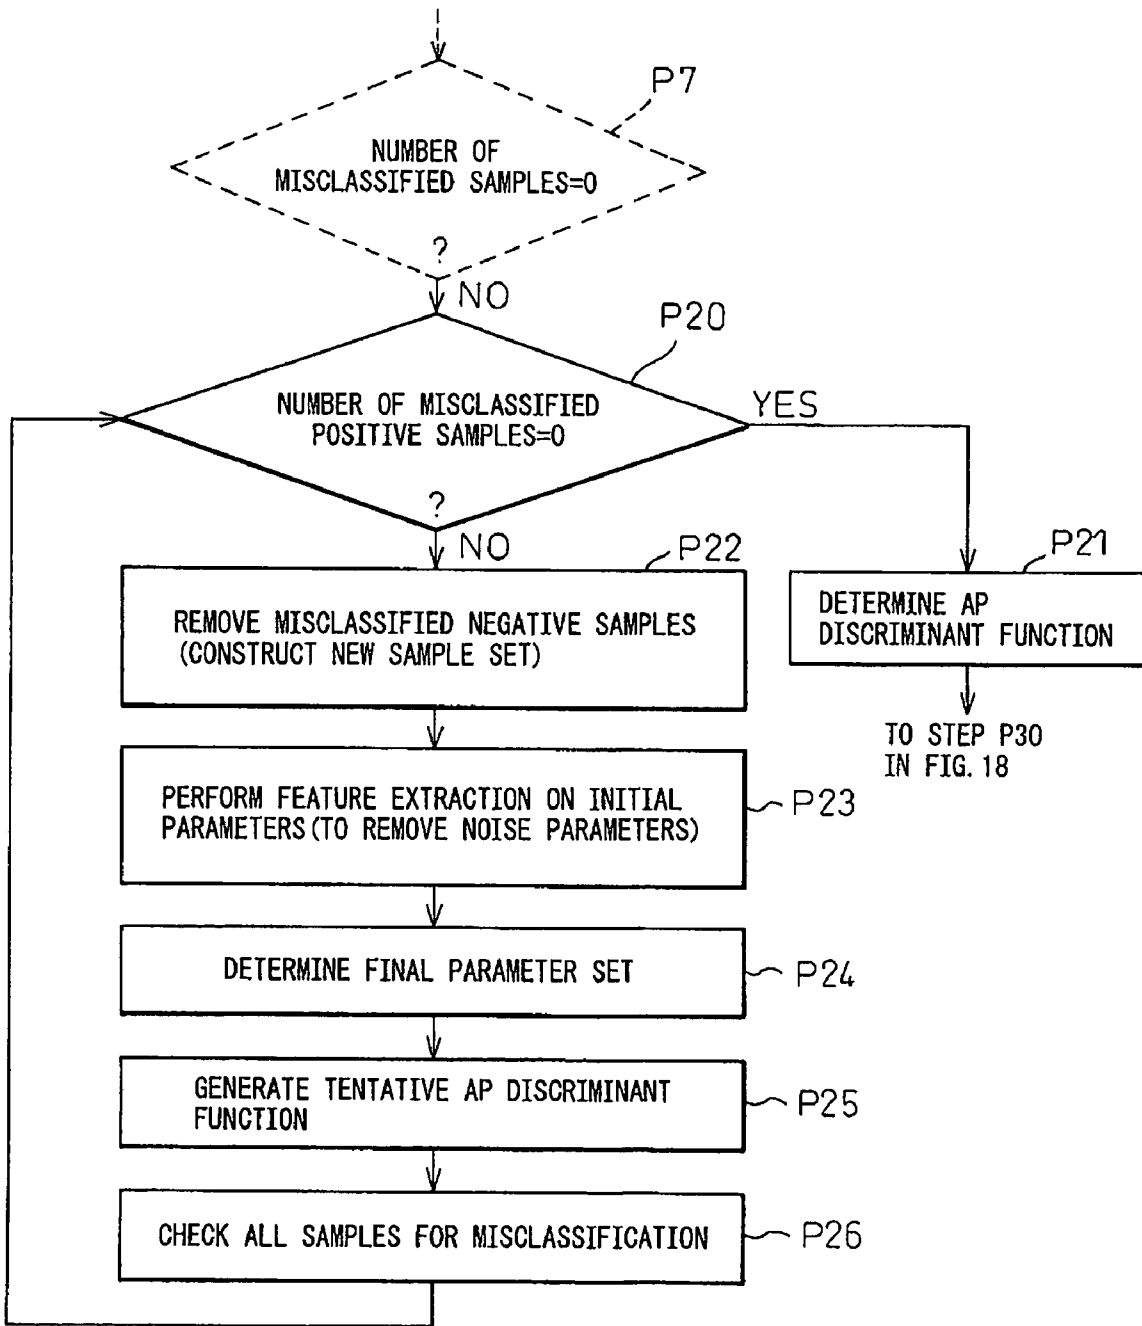 P7
NUMBER OF
MISCLASSIFIED SAMPLES=0
?
NO
P20
NUMBER OF MISCLASSIFIED
POSITIVE SAMPLES=0
?
YES
NO
P21
DETERMINE AP
DISCRIMINANT FUNCTION
TO STEP P30
IN FIG. 18
P22
REMOVE MISCLASSIFIED NEGATIVE SAMPLES
(CONSTRUCT NEW SAMPLE SET)
PERFORM FEATURE EXTRACTION ON INITIAL
PARAMETERS (TO REMOVE NOISE PARAMETERS)
P23
DETERMINE FINAL PARAMETER SET
P24
GENERATE TENTATIVE AP DISCRIMINANT
FUNCTION
P25
CHECK ALL SAMPLES FOR MISCLASSIFICATION
P26